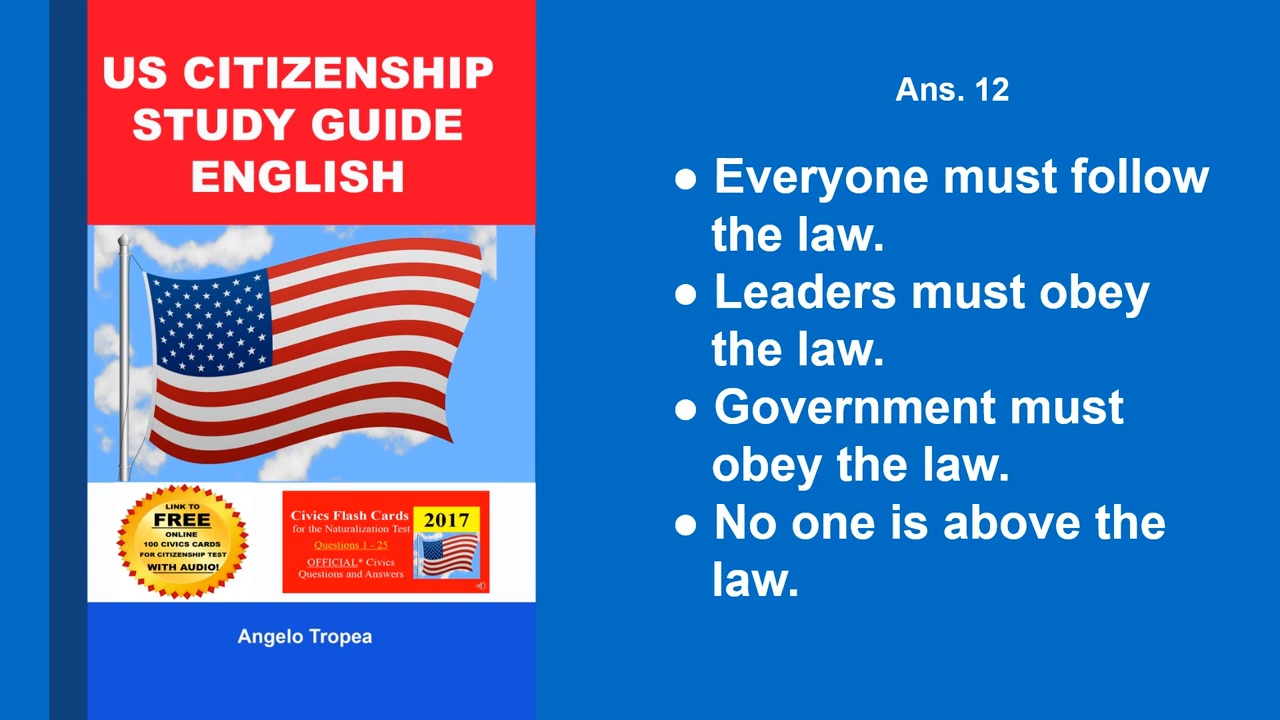 US CITIZENSHIP
STUDY GUIDE
ENGLISH
LINK TO
FREE
ONLINE
100 CIVICS CARDS
FOR CITIZENSHIP TEST
WITH AUDIO!
Civics Flash Cards
for the Naturalization Test
Questions 1 - 25
OFFICIAL* Civics
Questions and Answers
2017
Angelo Tropea
Ans. 12
● Everyone must follow
the law.
● Leaders must obey
the law.
● Government must
obey the law.
● No one is above the
law.